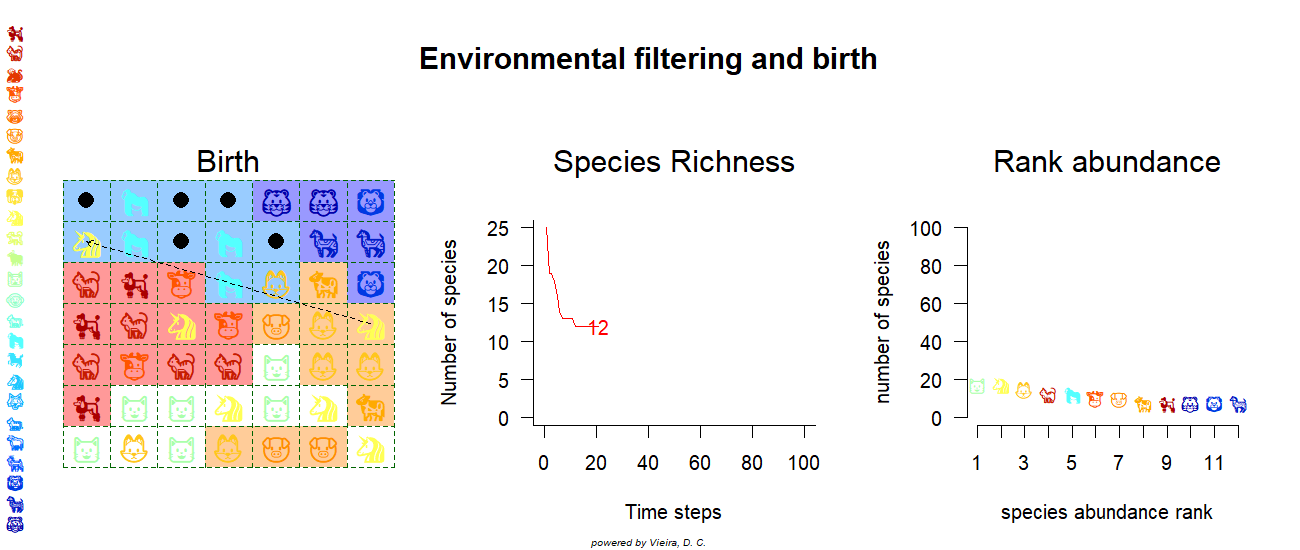 Environmental filtering and birth
Birth
Species Richness
Rank abundance
Number of species
25
20
15
10
5
0
12
0 20 40 60 80 100
Time steps
number of species
100
80
60
40
20
0
1 3 5 7 9 11
species abundance rank
powered by Vieira, D. C.